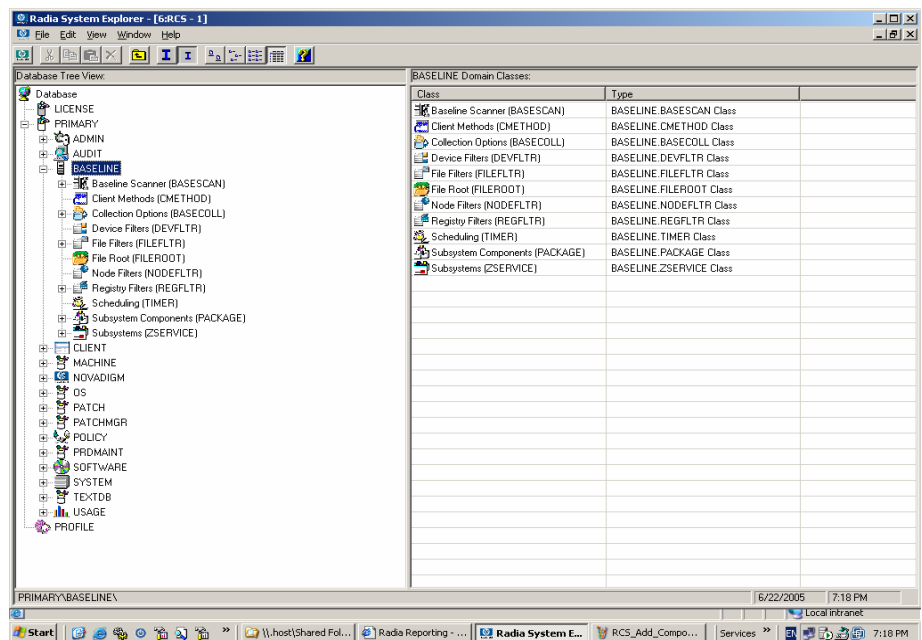 Radia System Explorer - [6:RCS - 1]
File Edit View Window Help
Database Tree View:
BASELINE Domain Classes:
Database
LICENSE
PRIMARY
ADMIN
AUDIT
BASELINE
Baseline Scanner (BASESCAN)
Client Methods (CMETHOD)
Collection Options (BASECOLL)
Device Filters (DEVFLTR)
File Filters (FILEFLTR)
File Root (FILEROOT)
Node Filters (NODEFLTR)
Registry Filters (REGFLTR)
Scheduling (TIMER)
Subsystem Components (PACKAGE)
Subsystems (ZSERVICE)
CLIENT
MACHINE
NOVADIGM
OS
PATCH
PATCHMGR
POLICY
PRDMAINT
SOFTWARE
SYSTEM
TEXTDB
USAGE
PROFILE
Class Type
Baseline Scanner (BASESCAN) BASELINE.BASESCAN Class
Client Methods (CMETHOD) BASELINE.CMETHOD Class
Collection Options (BASECOLL) BASELINE.BASECOLL Class
Device Filters (DEVFLTR) BASELINE.DEVFLTR Class
File Filters (FILEFLTR) BASELINE.FILEFLTR Class
File Root (FILEROOT) BASELINE.FILEROOT Class
Node Filters (NODEFLTR) BASELINE.NODEFLTR Class
Registry Filters (REGFLTR) BASELINE.REGFLTR Class
Scheduling (TIMER) BASELINE.TIMER Class
Subsystem Components (PACKAGE) BASELINE.PACKAGE Class
Subsystems (ZSERVICE) BASELINE.ZSERVICE Class
PRIMARY\BASELINE\ 6/22/2005 7:18 PM
Local intranet
Start » \\.host\Shared Fol... Radia Reporting - ... Radia System E... RCS_Add_Compo... Services » EN 7:18 PM